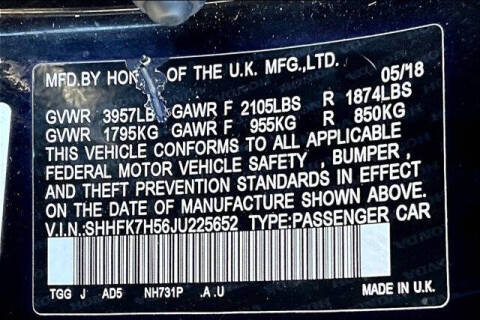 MFD.BY HON OF THE U.K. MFG.,LTD. 05/18
GVWR 3957LBS GAWR F 2105LBS R 1874LBS
GVWR 1795KG GAWR F 955KG R 850KG
THIS VEHICLE CONFORMS TO ALL APPLICABLE
FEDERAL MOTOR VEHICLE SAFETY , BUMPER ,
AND THEFT PREVENTION STANDARDS IN EFFECT
ON THE DATE OF MANUFACTURE SHOWN ABOVE.
V.I.N.:SHHFK7H56JU225652 TYPE:PASSENGER CAR
TGG J AD5 NH731P .A .U MADE IN U.K.